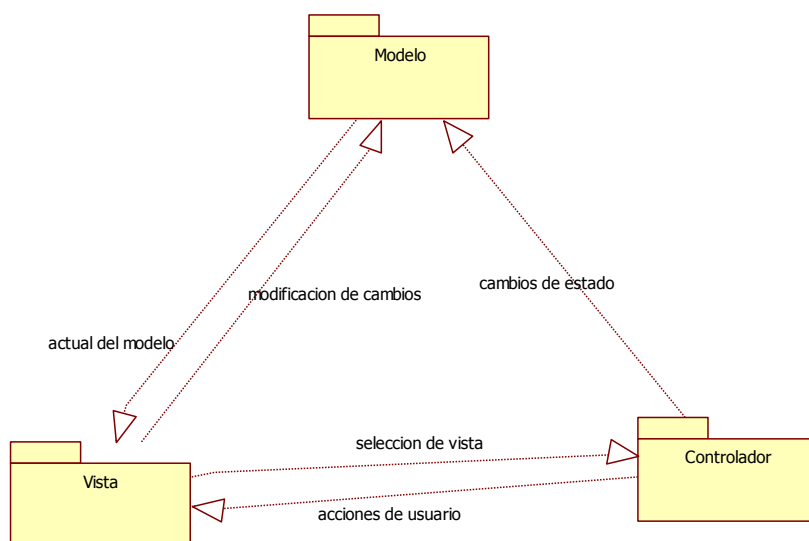 Modelo
cambios de estado
modificacion de cambios
actual del modelo
seleccion de vista
Controlador
Vista
acciones de usuario